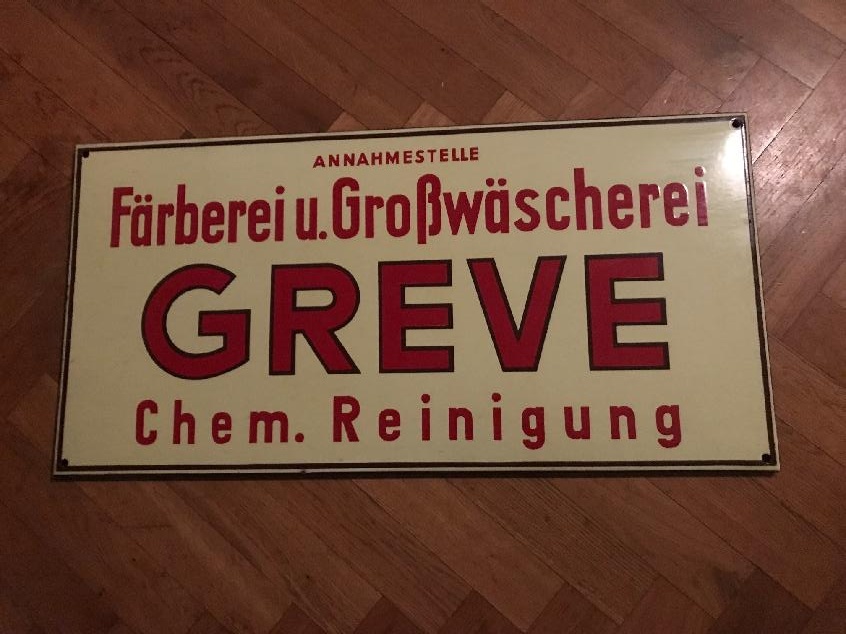 ANNAHMESTELLE
Färberei u. Großwäscherei
GREVE
Chem. Reinigung